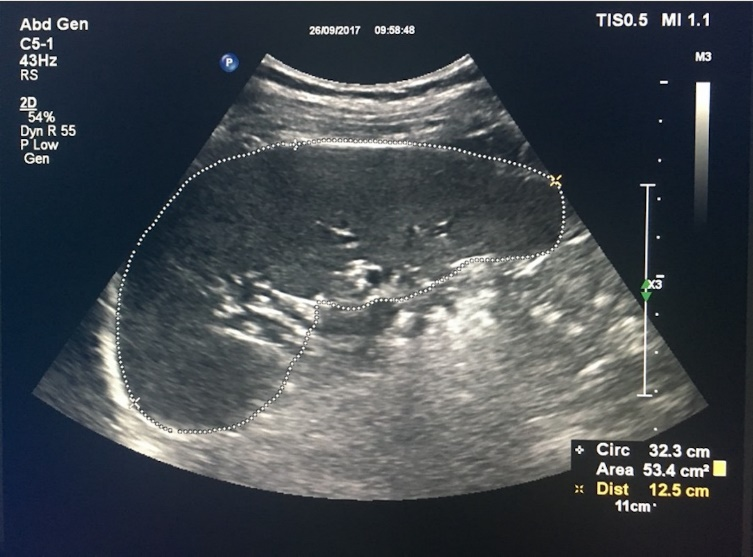 Abd Gen
C5-1
43Hz
RS
2D
54%
Dyn R 55
P Low
Gen
26/09/2017 09:58:48
P
TIS0.5 MI 1.1
M3
X3
Circ 32.3 cm
Area 53.4 cm²
Dist 12.5 cm
11cm